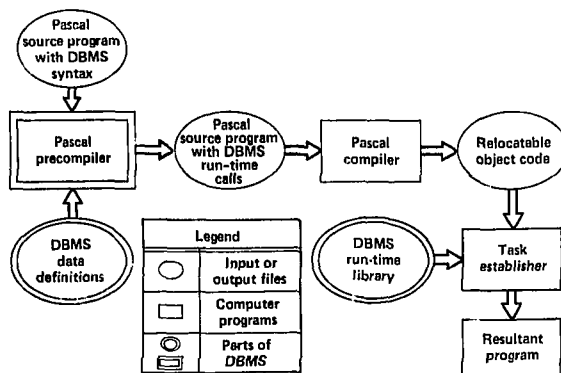 Pascal
source program
with DBMS
syntax
Pascal
precompiler
Pascal
source program
with DBMS
run-time
calls
Pascal
compiler
Relocatable
object code
DBMS
data
definitions
Legend
Input or
output files
Computer
programs
Parts of
DBMS
DBMS
run-time
library
Task
establisher
Resultant
program